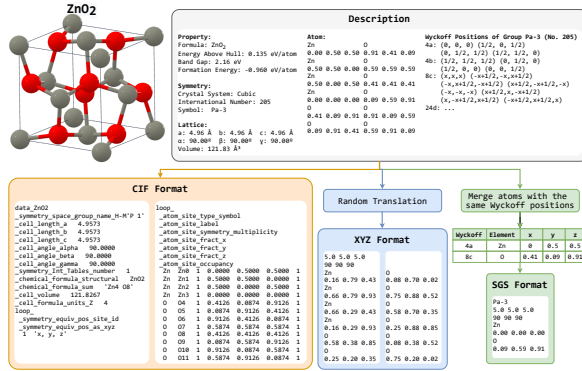 ZnO₂
Description
Property:
Formula: ZnO₂
Energy Above Hull: 0.135 eV/atom
Band Gap: 2.16 eV
Formation Energy: -0.960 eV/atom
Symmetry:
Crystal System: Cubic
International Number: 205
Symbol: Pa-3
Lattice:
a: 4.96 Å b: 4.96 Å c: 4.96 Å
α: 90.00º β: 90.00º γ: 90.00º
Volume: 121.83 Å³
Atom:
Zn O
0.00 0.50 0.50 0.91 0.41 0.09
Zn O
0.50 0.50 0.00 0.59 0.59 0.59
Zn O
0.50 0.00 0.50 0.41 0.41 0.41
Zn O
0.00 0.00 0.00 0.09 0.59 0.91
O O
0.41 0.09 0.91
O O
0.09 0.91 0.41
Wyckoff Positions of Group Pa-3 (No. 205)
4a: (0, 0, 0) (1/2, 0, 1/2)
(0, 1/2, 1/2) (1/2, 1/2, 0)
4b: (1/2, 1/2, 1/2) (0, 1/2, 0)
(1/2, 0, 0) (0, 0, 1/2)
8c: (x,x,x) (-x+1/2,-x,x+1/2)
(-x,x+1/2,-x+1/2) (x+1/2,-x+1/2,-x)
(-x,-x,-x) (x+1/2,x,-x+1/2)
(x,-x+1/2,x+1/2) (-x+1/2,x+1/2,x)
24d: ...
CIF Format
data_ZnO2
_symmetry_space_group_name_H-M'P 1'
_cell_length_a 4.9573
_cell_length_b 4.9573
_cell_length_c 4.9573
_cell_angle_alpha 90.0000
_cell_angle_beta 90.0000
_cell_angle_gamma 90.0000
_symmetry_Int_Tables_number 1
_chemical_formula_structural ZnO2
_chemical_formula_sum 'Zn4 O8'
_cell_volume 121.8267
_cell_formula_units_Z 4
loop_
_symmetry_equiv_pos_site_id
_symmetry_equiv_pos_as_xyz
1 'x, y, z'
loop_
_atom_site_type_symbol
_atom_site_label
_atom_site_symmetry_multiplicity
_atom_site_fract_x
_atom_site_fract_y
_atom_site_fract_z
_atom_site_occupancy
Zn Zn0 1 0.0000 0.5000 0.5000 1
Zn Zn1 1 0.5000 0.5000 0.0000 1
Zn Zn2 1 0.5000 0.0000 0.5000 1
Zn Zn3 1 0.0000 0.0000 0.0000 1
O O4 1 0.4126 0.0874 0.9126 1
O O5 1 0.0874 0.9126 0.4126 1
O O6 1 0.9126 0.4126 0.0874 1
O O7 1 0.5874 0.5874 0.5874 1
O O8 1 0.4126 0.4126 0.4126 1
O O9 1 0.0874 0.5874 0.9126 1
O O10 1 0.9126 0.0874 0.5874 1
O O11 1 0.5874 0.9126 0.0874 1
Random Translation
XYZ Format
5.0 5.0 5.0
90 90 90
Zn
0.16 0.79 0.43
Zn
0.66 0.79 0.93
Zn
0.66 0.29 0.43
Zn
0.16 0.29 0.93
O
0.58 0.38 0.85
O
0.25 0.20 0.35
O
0.08 0.70 0.02
O
0.75 0.88 0.52
O
0.58 0.70 0.35
O
0.25 0.88 0.85
O
0.08 0.38 0.52
O
0.75 0.20 0.02
Merge atoms with the
same Wyckoff positions
Wyckoff Element x y z
4a Zn 0 0.5 0.5
8c O 0.41 0.09 0.91
SGS Format
Pa-3
5.0 5.0 5.0
90 90 90
Zn
0.00 0.00 0.00
O
0.09 0.59 0.91